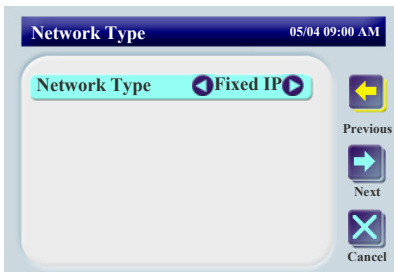 Network Type 05/04 09:00 AM
Network Type Fixed IP
Previous
Next
Cancel